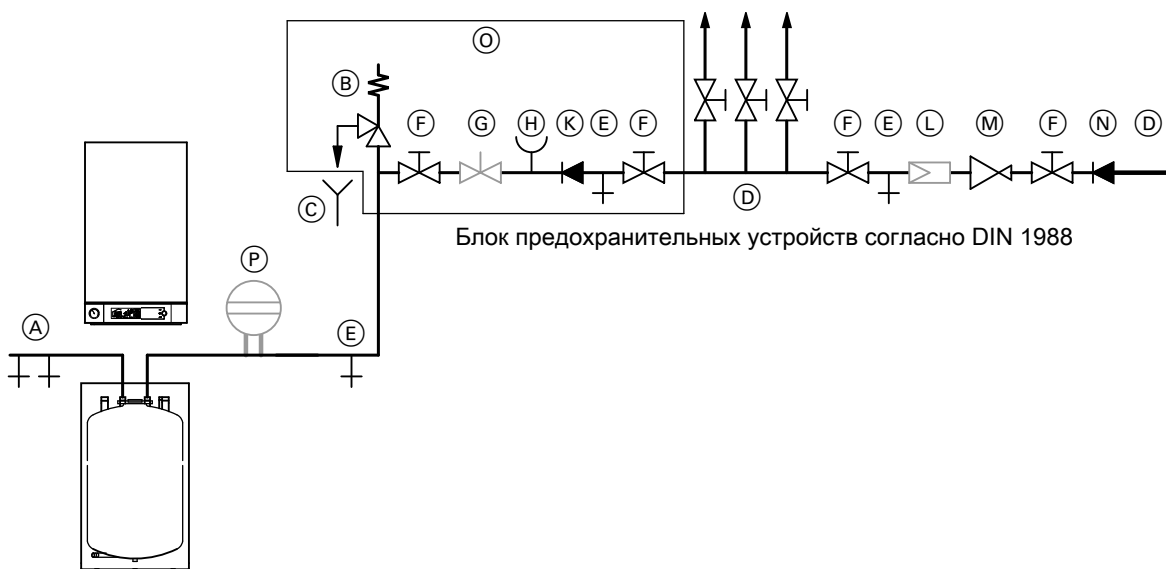 O
B
F G H K E F
F E L M F N D
C
D
Блок предохранительных устройств согласно DIN 1988
P
A
E